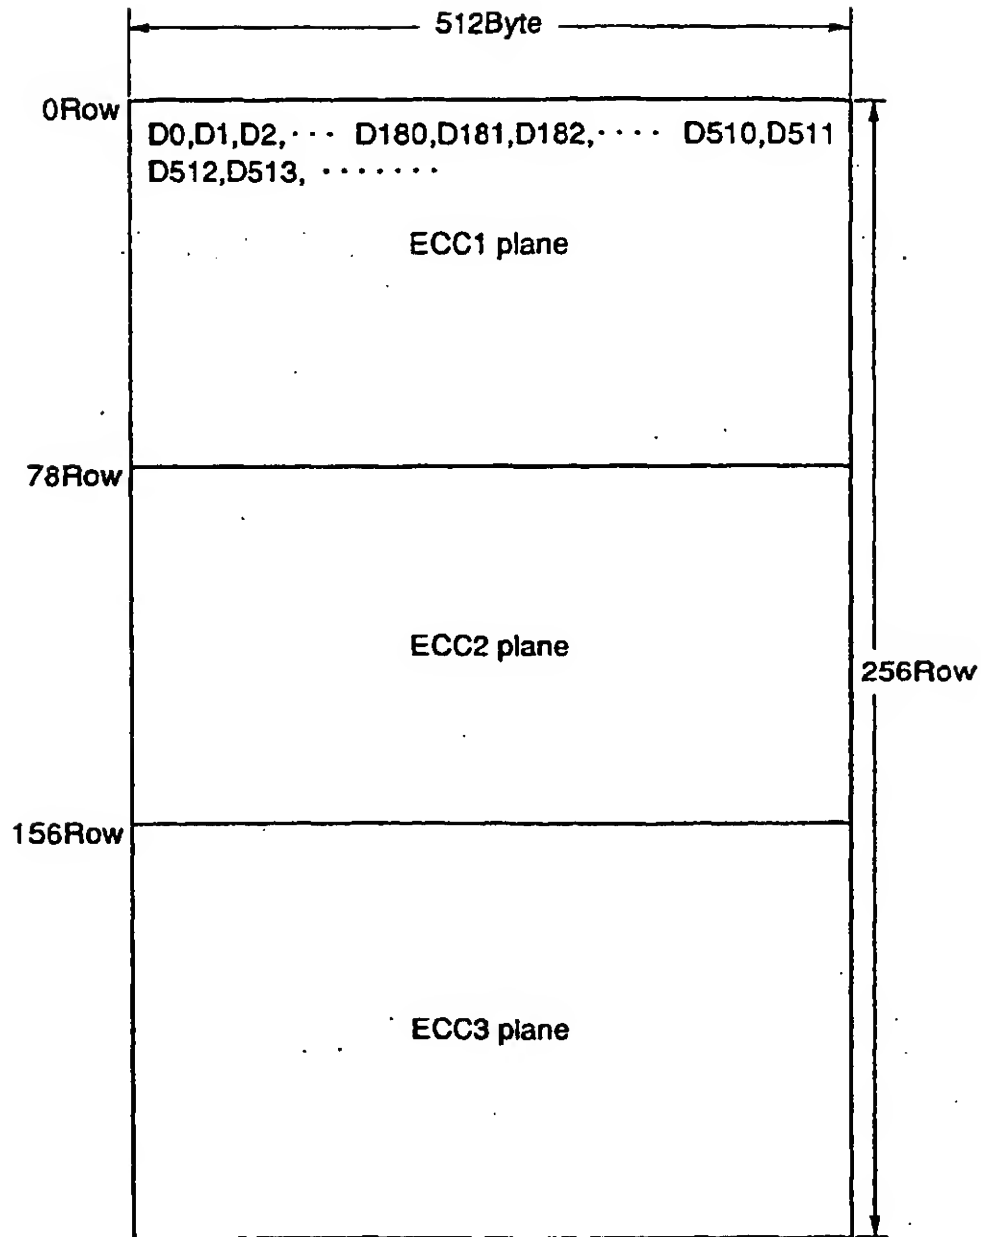 512Byte
0Row
D0,D1,D2,··· D180,D181,D182,···· D510,D511
D512,D513, ·······
ECC1 plane
78Row
ECC2 plane
256Row
156Row
ECC3 plane